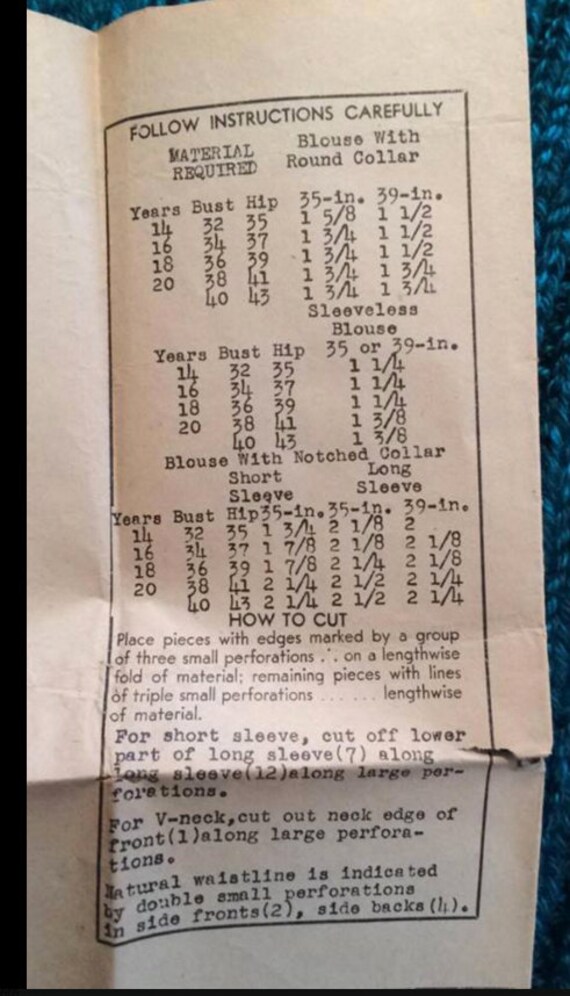 FOLLOW INSTRUCTIONS CAREFULLY
MATERIAL Blouse With
REQUIRED Round Collar
Years Bust Hip 35-in. 39-in.
14 32 35 1 5/8 1 1/2
16 34 37 1 3/4 1 1/2
18 36 39 1 3/4 1 1/2
20 38 41 1 3/4 1 3/4
40 43 1 3/4 1 3/4
Sleeveless
Blouse
Years Bust Hip 35 or 39-in.
14 32 35 1 1/4
16 34 37 1 1/4
18 36 39 1 1/4
20 38 41 1 3/8
40 43 1 3/8
Blouse With Notched Collar
Short Long
Sleeve Sleeve
Years Bust Hip 35-in. 35-in. 39-in.
14 32 35 1 3/4 2 1/8 2
16 34 37 1 7/8 2 1/8 2 1/8
18 36 39 1 7/8 2 1/4 2 1/8
20 38 41 2 1/4 2 1/2 2 1/4
40 43 2 1/4 2 1/2 2 1/4
HOW TO CUT
Place pieces with edges marked by a group
of three small perforations .˙. on a lengthwise
fold of material; remaining pieces with lines
of triple small perforations ... ... lengthwise
of material.
For short sleeve, cut off lower
part of long sleeve(7) along
long sleeve(12)along large per-
forations.
For V-neck,cut out neck edge of
front(1)along large perfora-
tions.
Natural waistline is indicated
by double small perforations
in side fronts(2), side backs(4).